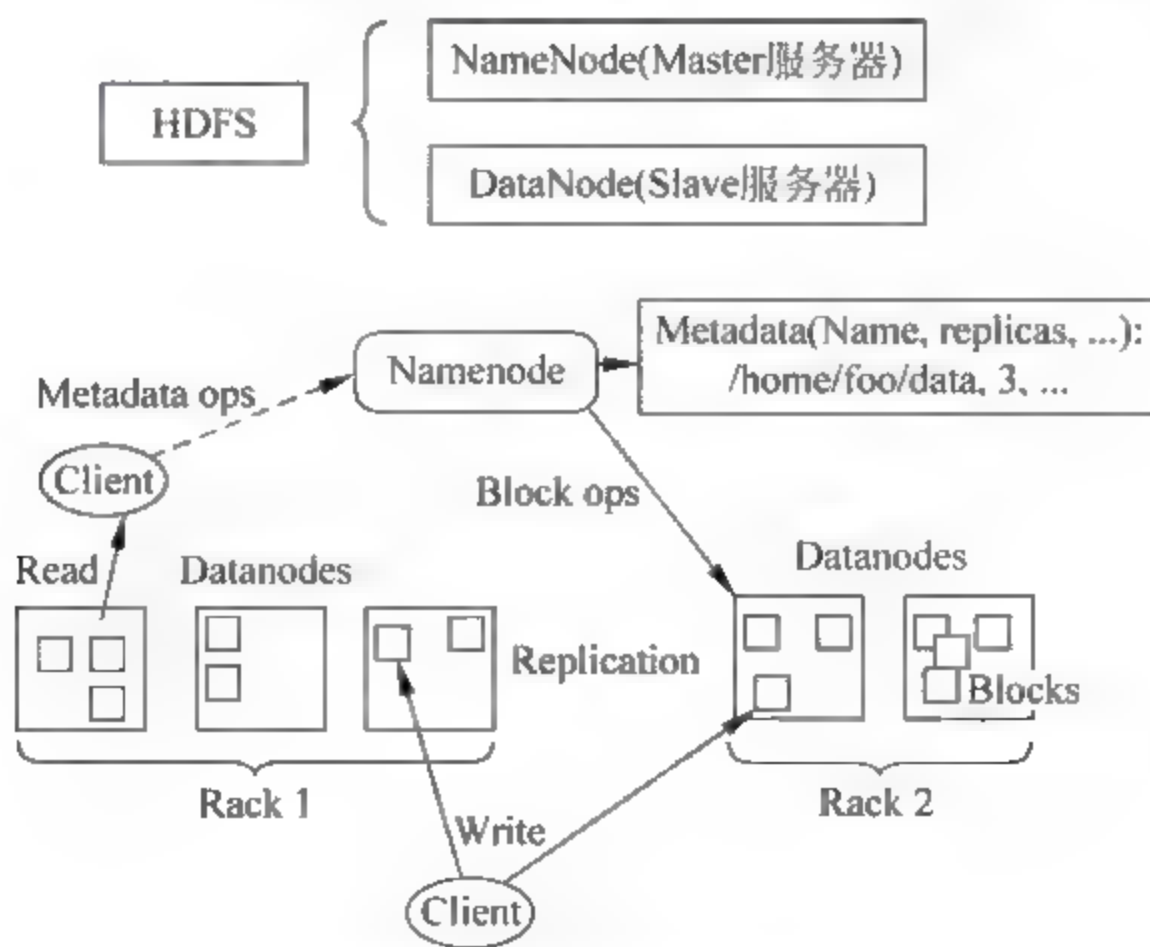 HDFS
NameNode(Master服务器)
DataNode(Slave服务器)
Metadata(Name, replicas, ...):
/home/foo/data, 3, ...
Namenode
Metadata ops
Client
Block ops
Read
Datanodes
Datanodes
Replication
Blocks
Rack 1
Rack 2
Write
Client